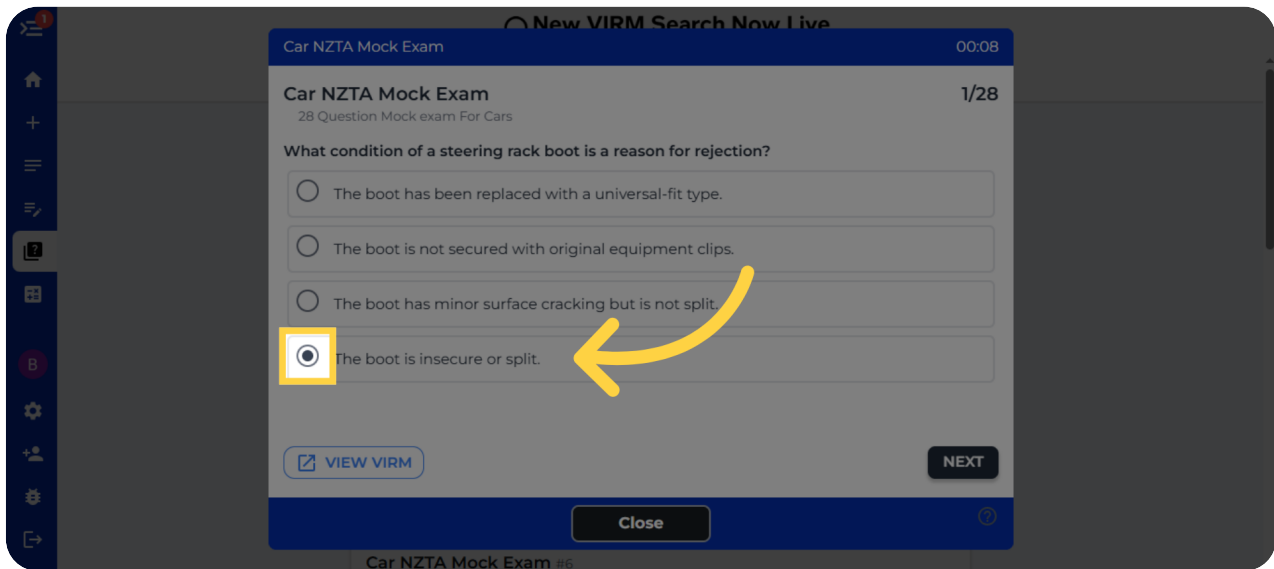 1
New VIRM Search Now Live
Car NZTA Mock Exam 00:08
Car NZTA Mock Exam 1/28
28 Question Mock exam For Cars
What condition of a steering rack boot is a reason for rejection?
The boot has been replaced with a universal-fit type.
The boot is not secured with original equipment clips.
The boot has minor surface cracking but is not split.
The boot is insecure or split.
B
VIEW VIRM NEXT
Close
Car NZTA Mock Exam #6